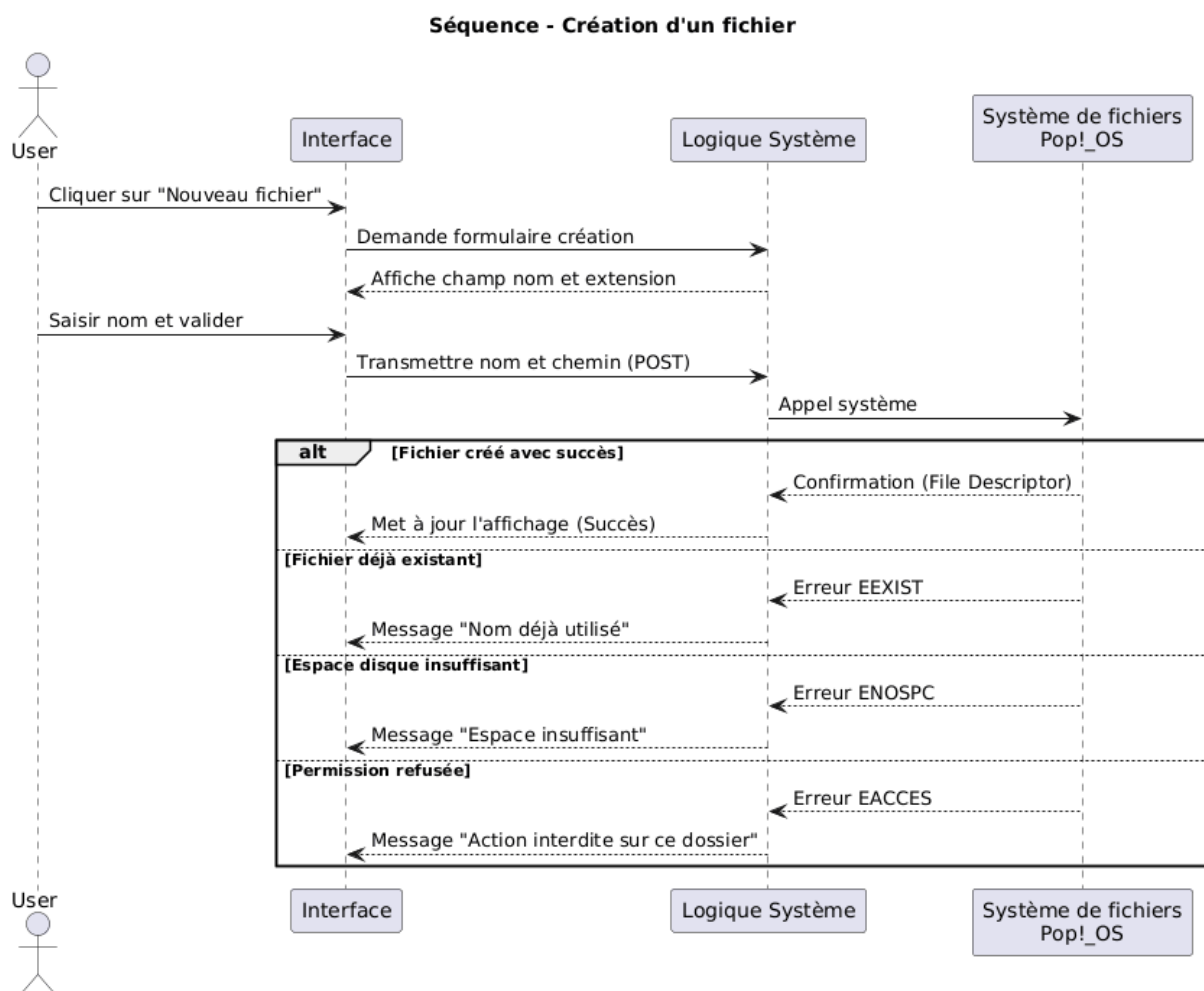 Séquence - Création d'un fichier
User
Interface
Logique Système
Système de fichiers
Pop!_OS
Cliquer sur "Nouveau fichier"
Demande formulaire création
Affiche champ nom et extension
Saisir nom et valider
Transmettre nom et chemin (POST)
Appel système
alt [Fichier créé avec succès]
Confirmation (File Descriptor)
Met à jour l'affichage (Succès)
[Fichier déjà existant]
Erreur EEXIST
Message "Nom déjà utilisé"
[Espace disque insuffisant]
Erreur ENOSPC
Message "Espace insuffisant"
[Permission refusée]
Erreur EACCES
Message "Action interdite sur ce dossier"
User
Interface
Logique Système
Système de fichiers
Pop!_OS